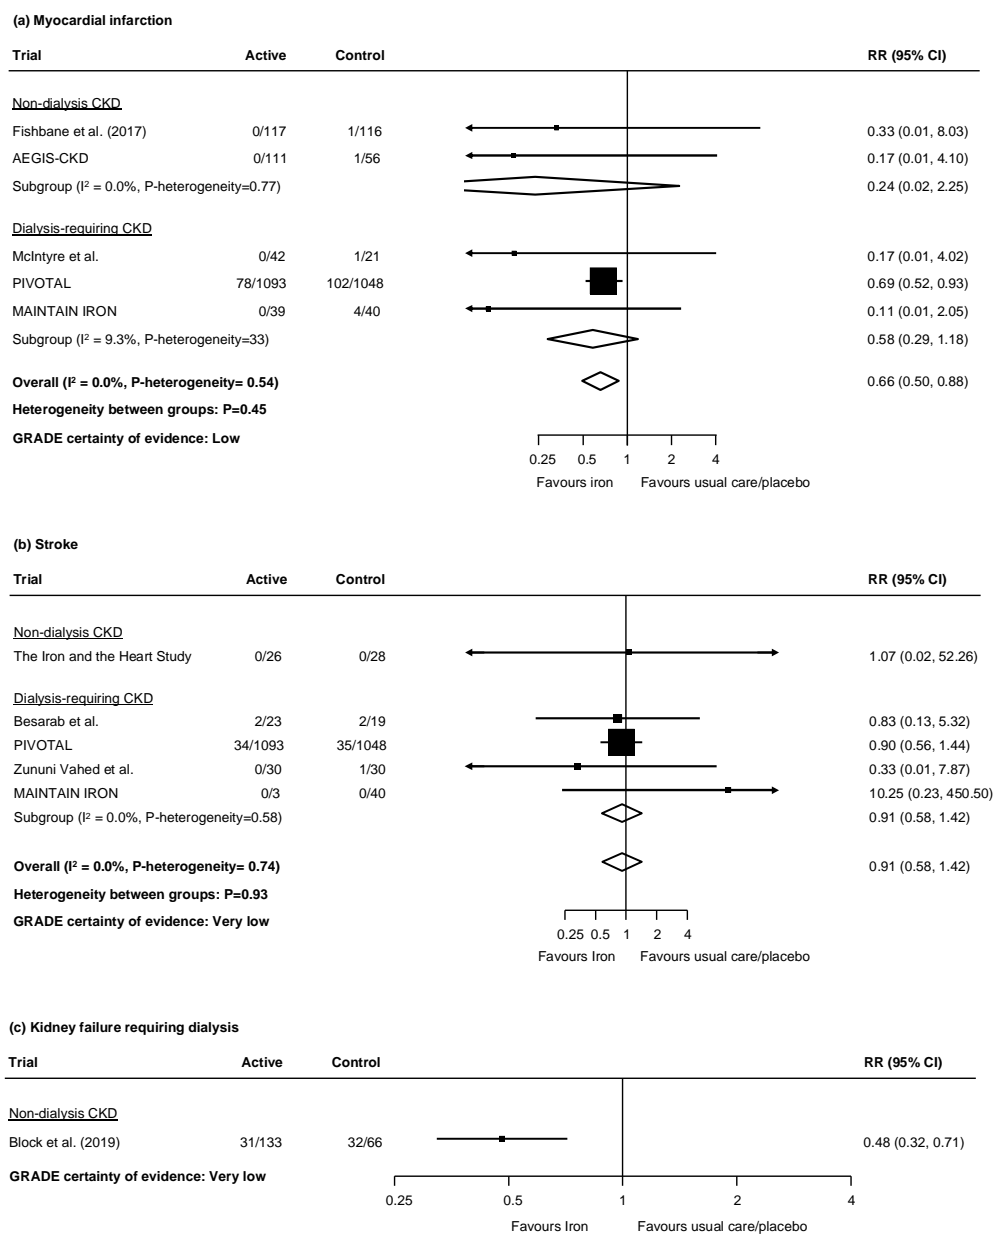 (a) Myocardial infarction
Trial Active Control RR (95% CI)
Non-dialysis CKD
Fishbane et al. (2017) 0/117 1/116 0.33 (0.01, 8.03)
AEGIS-CKD 0/111 1/56 0.17 (0.01, 4.10)
Subgroup (I² = 0.0%, P-heterogeneity=0.77) 0.24 (0.02, 2.25)
Dialysis-requiring CKD
McIntyre et al. 0/42 1/21 0.17 (0.01, 4.02)
PIVOTAL 78/1093 102/1048 0.69 (0.52, 0.93)
MAINTAIN IRON 0/39 4/40 0.11 (0.01, 2.05)
Subgroup (I² = 9.3%, P-heterogeneity=33) 0.58 (0.29, 1.18)
Overall (I² = 0.0%, P-heterogeneity= 0.54) 0.66 (0.50, 0.88)
Heterogeneity between groups: P=0.45
GRADE certainty of evidence: Low
0.25 0.5 1 2 4
Favours iron Favours usual care/placebo
(b) Stroke
Trial Active Control RR (95% CI)
Non-dialysis CKD
The Iron and the Heart Study 0/26 0/28 1.07 (0.02, 52.26)
Dialysis-requiring CKD
Besarab et al. 2/23 2/19 0.83 (0.13, 5.32)
PIVOTAL 34/1093 35/1048 0.90 (0.56, 1.44)
Zununi Vahed et al. 0/30 1/30 0.33 (0.01, 7.87)
MAINTAIN IRON 0/3 0/40 10.25 (0.23, 450.50)
Subgroup (I² = 0.0%, P-heterogeneity=0.58) 0.91 (0.58, 1.42)
Overall (I² = 0.0%, P-heterogeneity= 0.74) 0.91 (0.58, 1.42)
Heterogeneity between groups: P=0.93
GRADE certainty of evidence: Very low
0.25 0.5 1 2 4
Favours Iron Favours usual care/placebo
(c) Kidney failure requiring dialysis
Trial Active Control RR (95% CI)
Non-dialysis CKD
Block et al. (2019) 31/133 32/66 0.48 (0.32, 0.71)
GRADE certainty of evidence: Very low
0.25 0.5 1 2 4
Favours Iron Favours usual care/placebo